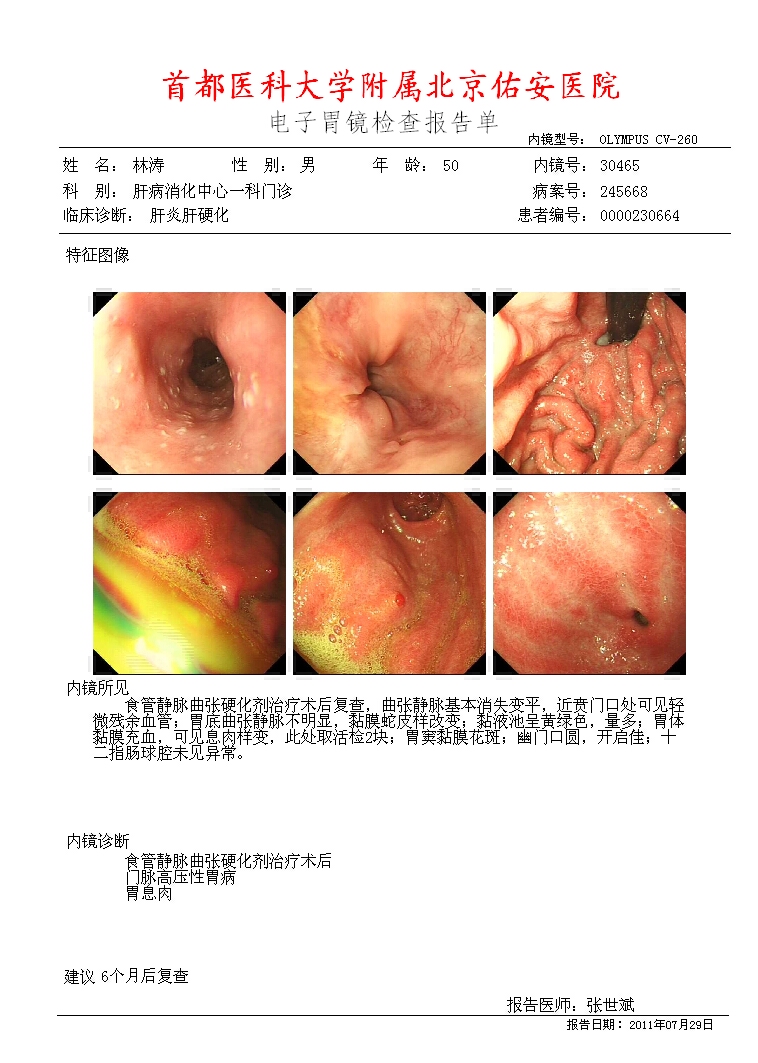 首都医科大学附属北京佑安医院
电子胃镜检查报告单
内镜型号: OLYMPUS CV-260
姓 名: 林涛 性 别: 男 年 龄: 50 内镜号: 30465
科 别: 肝病消化中心一科门诊 病案号: 245668
临床诊断: 肝炎肝硬化 患者编号: 0000230664
特征图像
内镜所见
食管静脉曲张硬化剂治疗术后复查，曲张静脉基本消失变平，近贲门口处可见轻
微残余血管；胃底曲张静脉不明显，黏膜蛇皮样改变；黏液池呈黄绿色，量多；胃体
黏膜充血，可见息肉样变，此处取活检2块；胃窦黏膜花斑；幽门口圆，开启佳；十
二指肠球腔未见异常。
内镜诊断
食管静脉曲张硬化剂治疗术后
门脉高压性胃病
胃息肉
建议 6个月后复查
报告医师: 张世斌
报告日期: 2011年07月29日